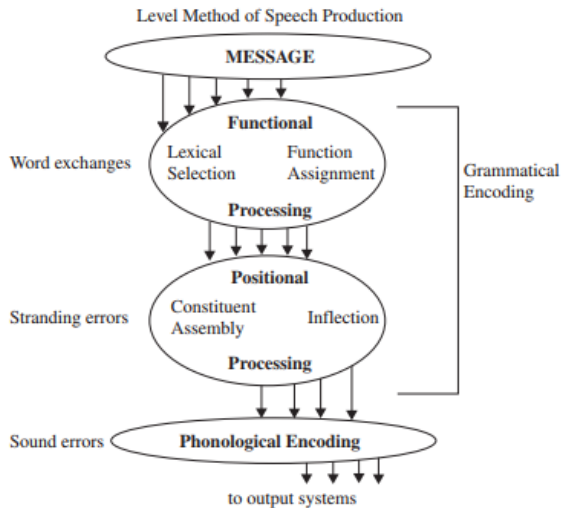 Level Method of Speech Production
MESSAGE
Functional
Word exchanges
Lexical Selection
Function Assignment
Processing
Grammatical Encoding
Positional
Stranding errors
Constituent Assembly
Inflection
Processing
Sound errors
Phonological Encoding
to output systems